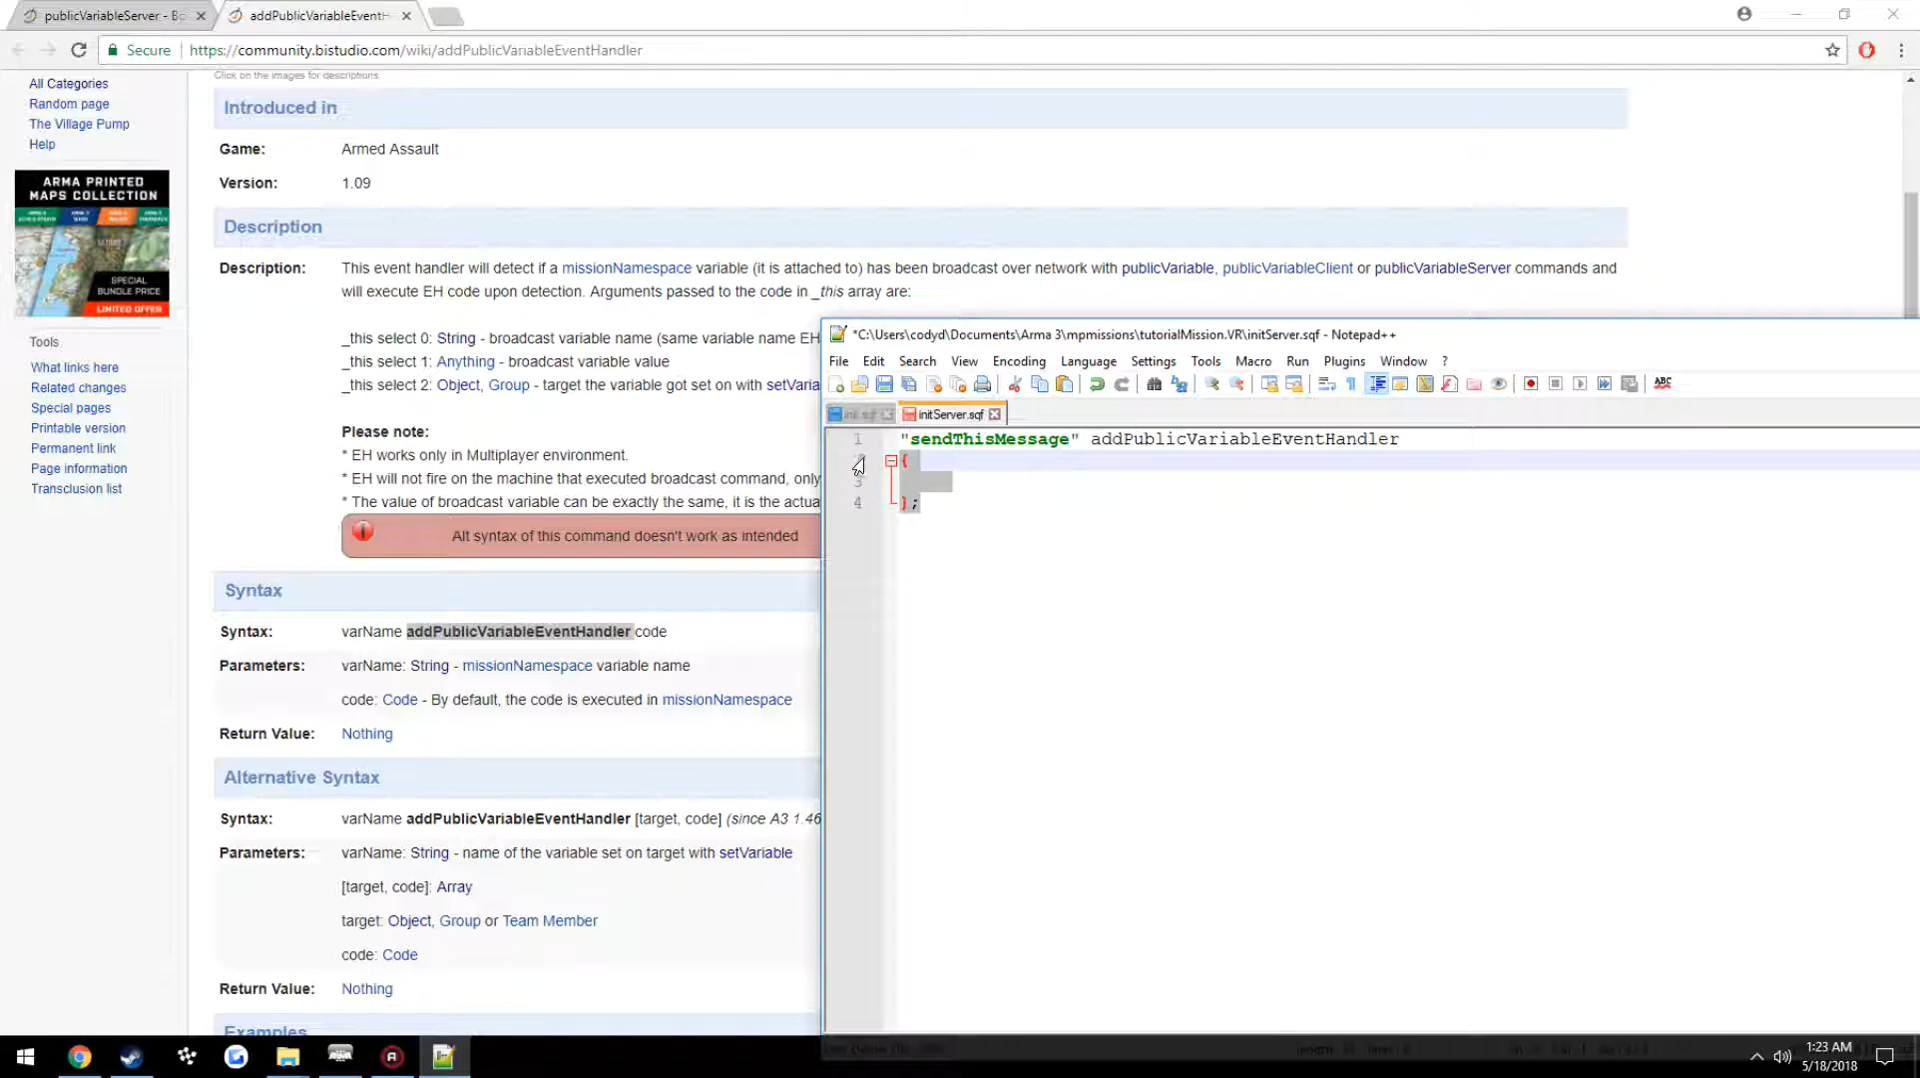 publicVariableServer - Bo
addPublicVariableEventH
Secure
https://community.bistudio.com/wiki/addPublicVariableEventHandler
All Categories
Random page
The Village Pump
Help
ARMA PRINTED
MAPS COLLECTION
SPECIAL
BUNDLE PRICE
LIMITED OFFER
Tools
What links here
Related changes
Special pages
Printable version
Permanent link
Page information
Transclusion list
Click on the images for descriptions
Introduced in
Game: Armed Assault
Version: 1.09
Description
Description: This event handler will detect if a missionNamespace variable (it is attached to) has been broadcast over network with publicVariable, publicVariableClient or publicVariableServer commands and
will execute EH code upon detection. Arguments passed to the code in _this array are:
_this select 0: String - broadcast variable name (same variable name EH
_this select 1: Anything - broadcast variable value
_this select 2: Object, Group - target the variable got set on with setVaria
Please note:
* EH works only in Multiplayer environment.
* EH will not fire on the machine that executed broadcast command, only
* The value of broadcast variable can be exactly the same, it is the actua
Alt syntax of this command doesn't work as intended
Syntax
Syntax: varName addPublicVariableEventHandler code
Parameters: varName: String - missionNamespace variable name
code: Code - By default, the code is executed in missionNamespace
Return Value: Nothing
Alternative Syntax
Syntax: varName addPublicVariableEventHandler [target, code] (since A3 1.46
Parameters: varName: String - name of the variable set on target with setVariable
[target, code]: Array
target: Object, Group or Team Member
code: Code
Return Value: Nothing
Examples
*C:\Users\codyd\Documents\Arma 3\mpmissions\tutorialMission.VR\initServer.sqf - Notepad++
File Edit Search View Encoding Language Settings Tools Macro Run Plugins Window ?
ABC
init.sqf
initServer.sqf
1 "sendThisMessage" addPublicVariableEventHandler
{
3
4 };
1:23 AM
5/18/2018